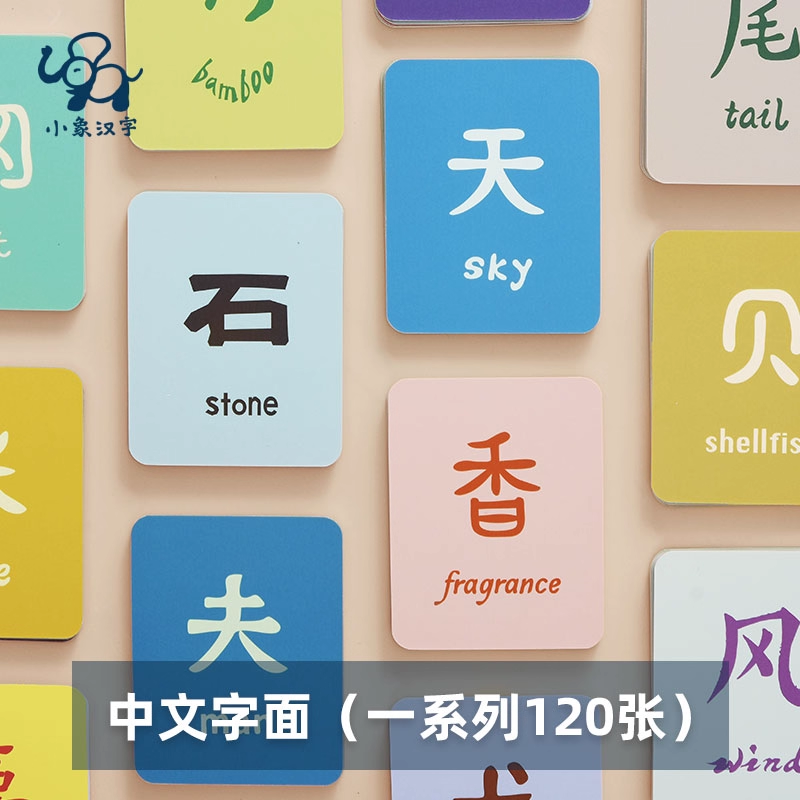 小象汉字
bamboo
尾
tail
天
sky
石
stone
贝
shellfis
香
fragrance
夫
man
风
wind
中文字面（一系列120张）